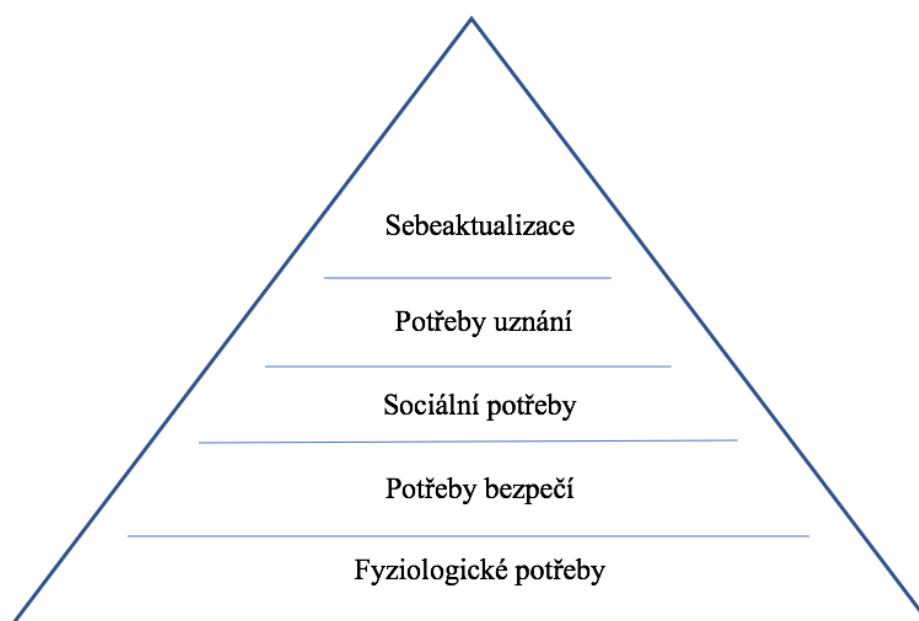 Sebeaktualizace
Potřeby uznání
Sociální potřeby
Potřeby bezpečí
Fyziologické potřeby